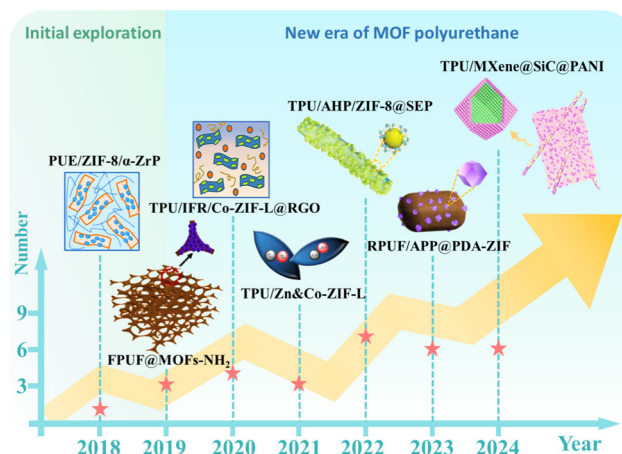 Initial exploration
New era of MOF polyurethane
TPU/MXene@SiC@PANI
TPU/AHP/ZIF-8@SEP
PUE/ZIF-8/α-ZrP
TPU/IFR/Co-ZIF-L@RGO
RPUF/APP@PDA-ZIF
TPU/Zn&Co-ZIF-L
FPUF@MOFs-NH₂
Number
9
6
3
2018 2019 2020 2021 2022 2023 2024 Year